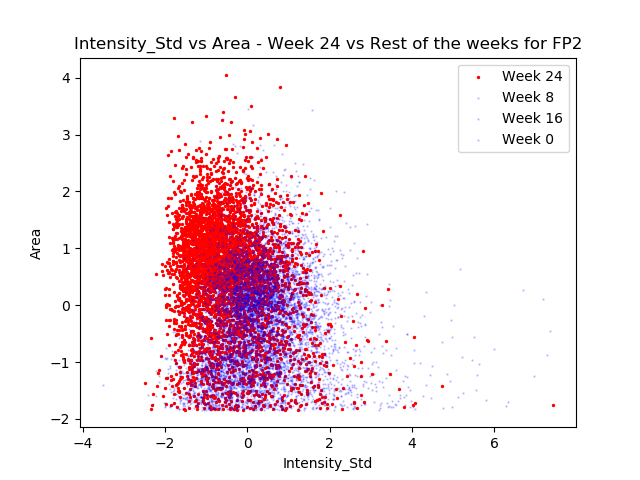 Intensity_Std vs Area - Week 24 vs Rest of the weeks for FP2
Week 24
Week 8
Week 16
Week 0
4
3
2
1
0
−1
−2
Area
−4
−2
0
2
4
6
Intensity_Std